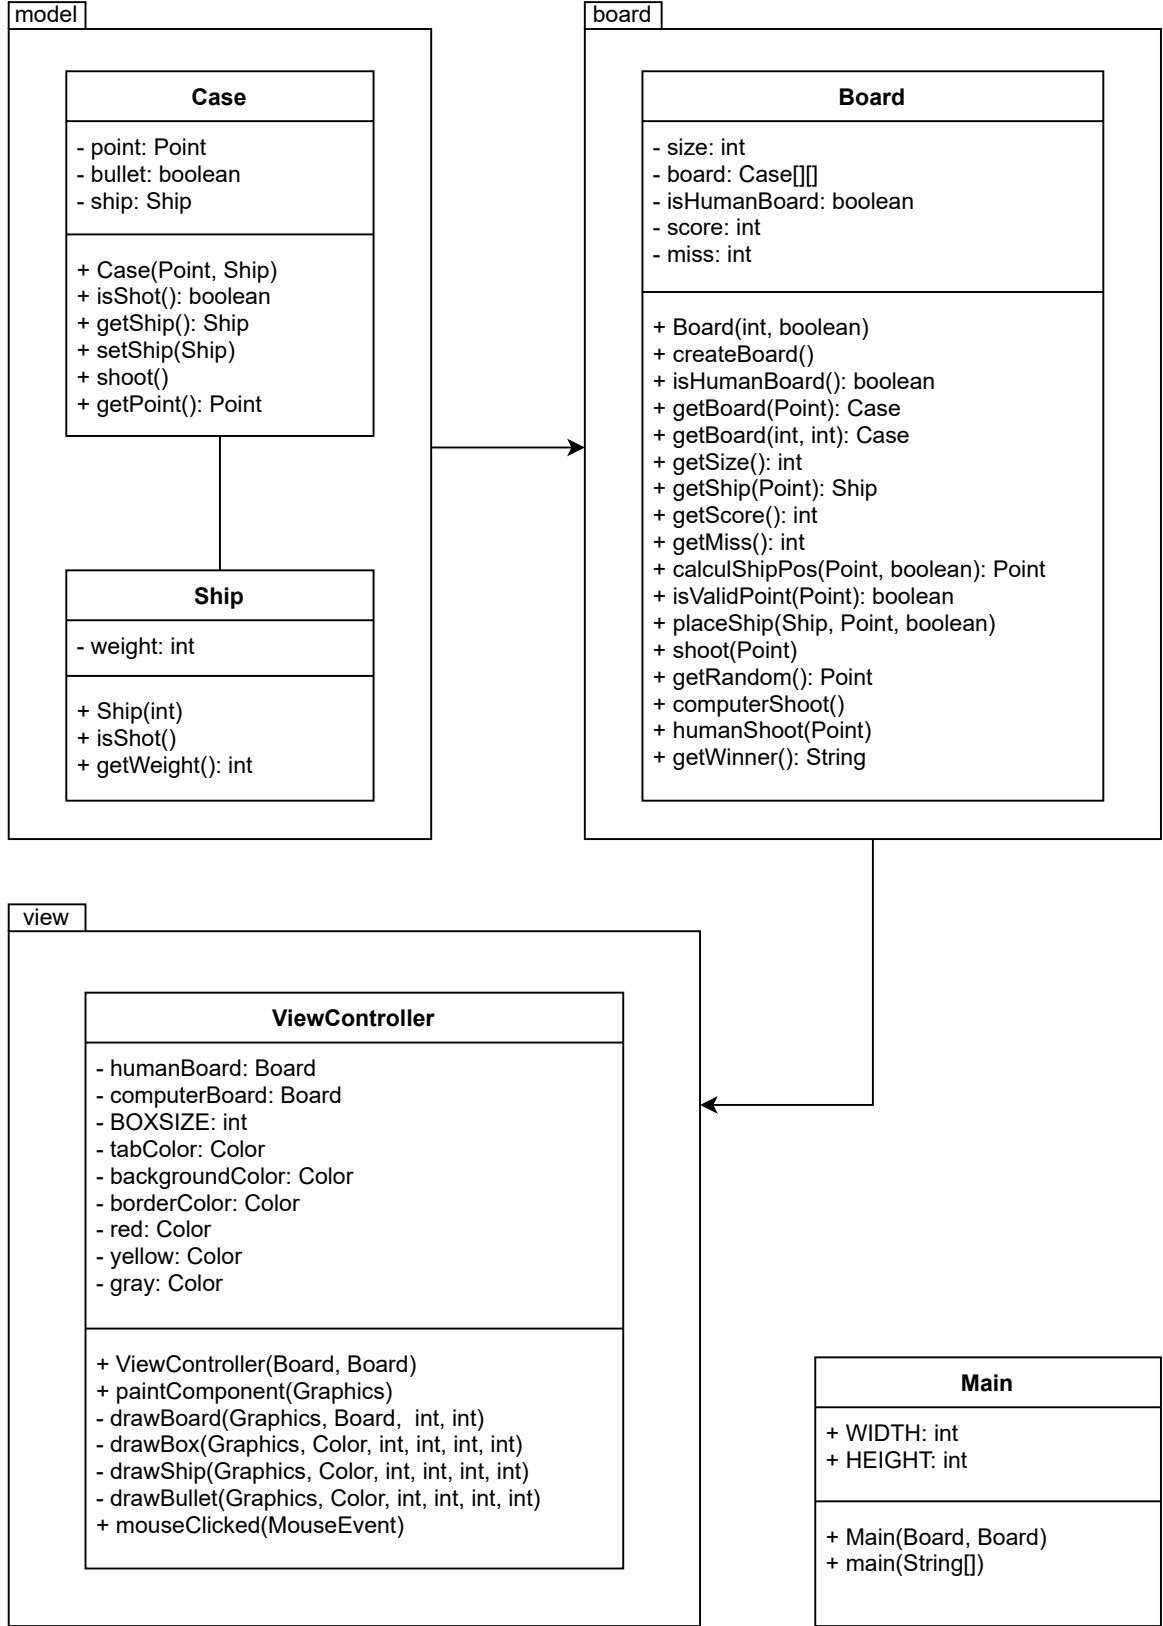 model
Case
- point: Point
- bullet: boolean
- ship: Ship
+ Case(Point, Ship)
+ isShot(): boolean
+ getShip(): Ship
+ setShip(Ship)
+ shoot()
+ getPoint(): Point
Ship
- weight: int
+ Ship(int)
+ isShot()
+ getWeight(): int
board
Board
- size: int
- board: Case[][]
- isHumanBoard: boolean
- score: int
- miss: int
+ Board(int, boolean)
+ createBoard()
+ isHumanBoard(): boolean
+ getBoard(Point): Case
+ getBoard(int, int): Case
+ getSize(): int
+ getShip(Point): Ship
+ getScore(): int
+ getMiss(): int
+ calculShipPos(Point, boolean): Point
+ isValidPoint(Point): boolean
+ placeShip(Ship, Point, boolean)
+ shoot(Point)
+ getRandom(): Point
+ computerShoot()
+ humanShoot(Point)
+ getWinner(): String
view
ViewController
- humanBoard: Board
- computerBoard: Board
- BOXSIZE: int
- tabColor: Color
- backgroundColor: Color
- borderColor: Color
- red: Color
- yellow: Color
- gray: Color
+ ViewController(Board, Board)
+ paintComponent(Graphics)
- drawBoard(Graphics, Board,  int, int)
- drawBox(Graphics, Color, int, int, int, int)
- drawShip(Graphics, Color, int, int, int, int)
- drawBullet(Graphics, Color, int, int, int, int)
+ mouseClicked(MouseEvent)
Main
+ WIDTH: int
+ HEIGHT: int
+ Main(Board, Board)
+ main(String[])